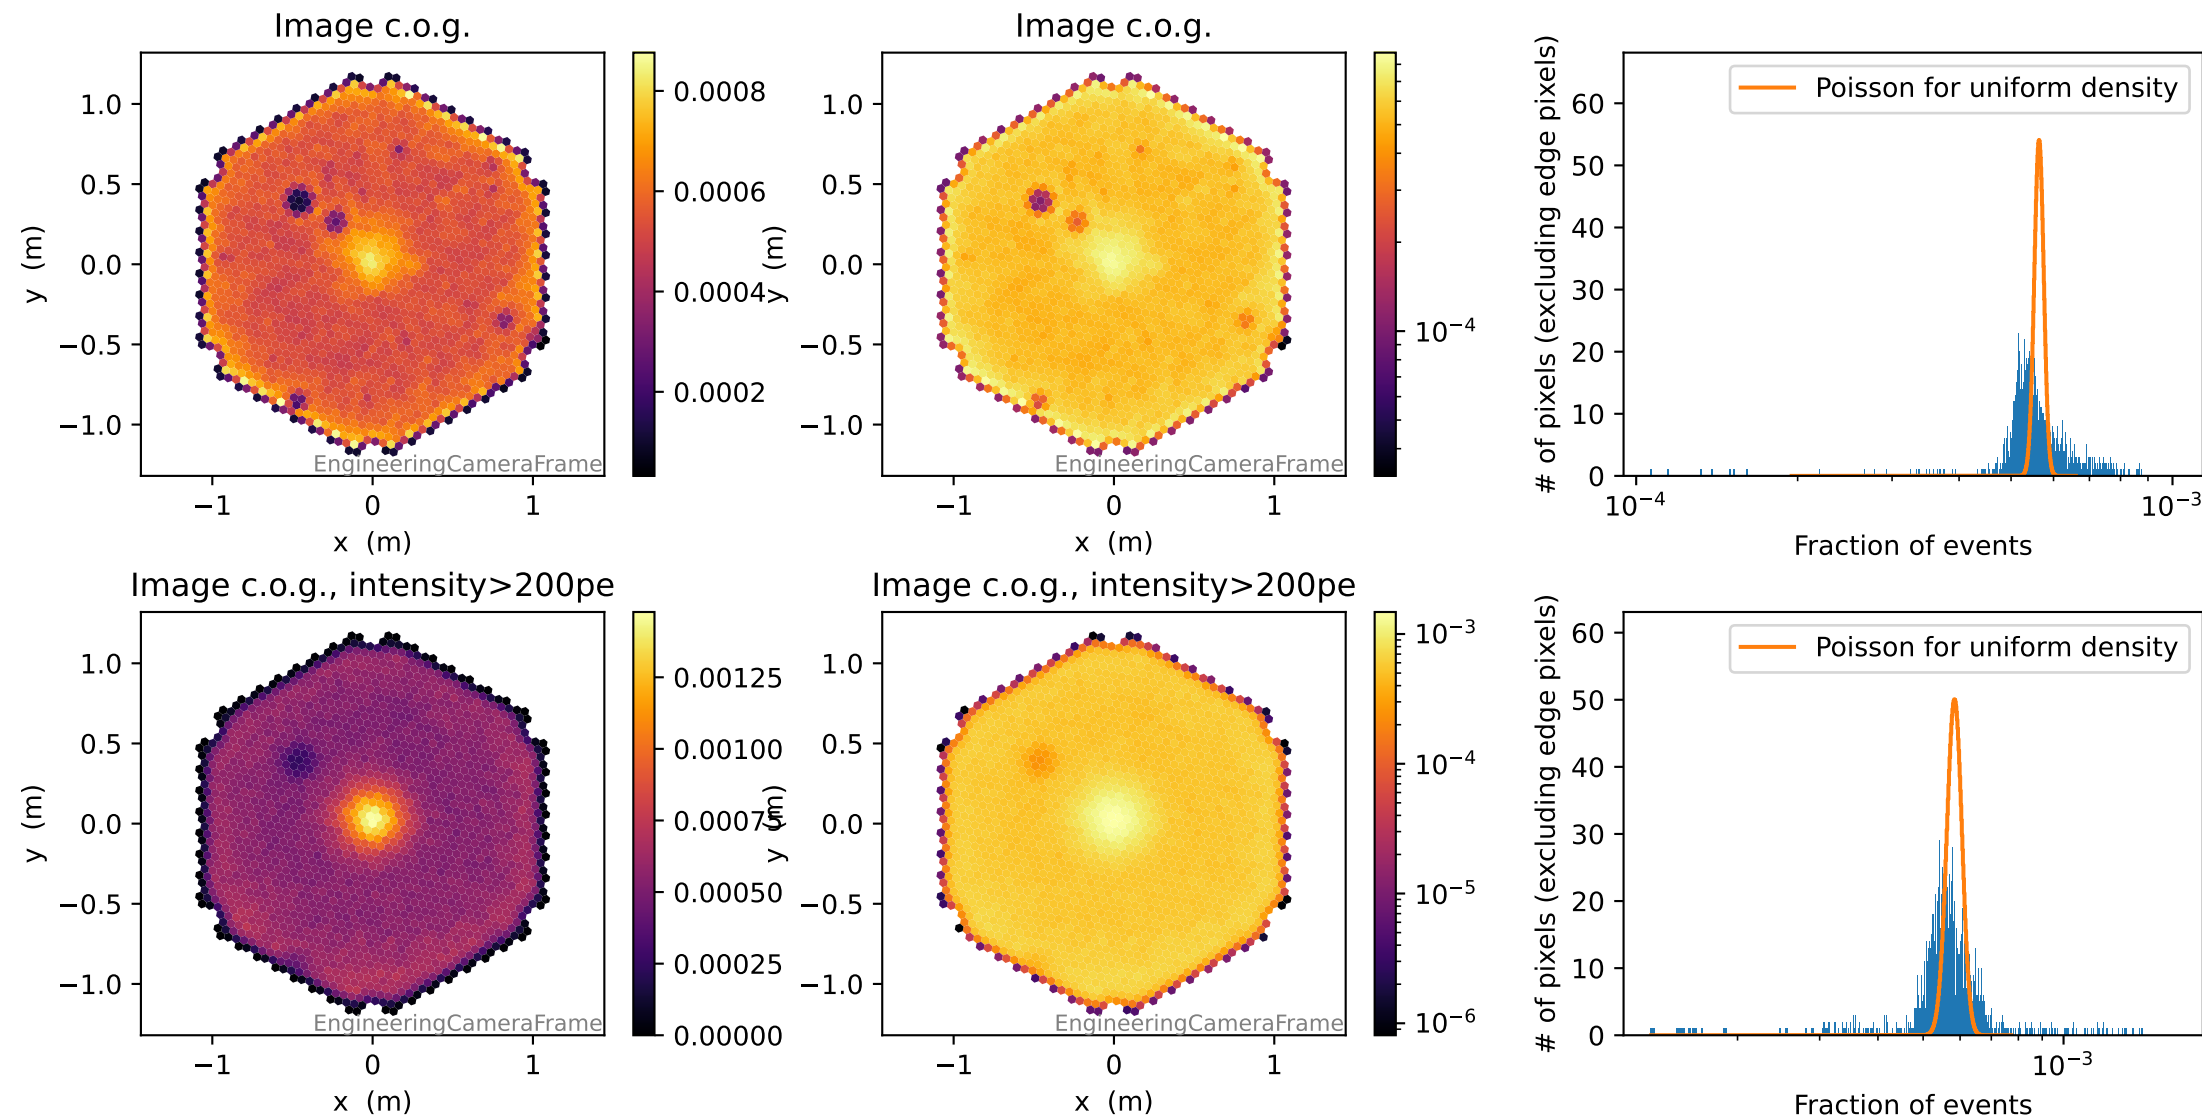 Image c.o.g.
1.0
0.5
0.0
−0.5
−1.0
y (m)
−1
0
1
x (m)
EngineeringCameraFrame
0.0008
0.0006
0.0004
0.0002
Image c.o.g.
1.0
0.5
0.0
−0.5
−1.0
y (m)
−1
0
1
x (m)
EngineeringCameraFrame
10⁻⁴
# of pixels (excluding edge pixels)
60
50
40
30
20
10
0
Poisson for uniform density
10⁻⁴
10⁻³
Fraction of events
Image c.o.g., intensity>200pe
1.0
0.5
0.0
−0.5
−1.0
y (m)
−1
0
1
x (m)
EngineeringCameraFrame
0.00125
0.00100
0.00075
0.00050
0.00025
0.00000
Image c.o.g., intensity>200pe
1.0
0.5
0.0
−0.5
−1.0
y (m)
−1
0
1
x (m)
EngineeringCameraFrame
10⁻³
10⁻⁴
10⁻⁵
10⁻⁶
# of pixels (excluding edge pixels)
60
50
40
30
20
10
0
Poisson for uniform density
10⁻³
Fraction of events